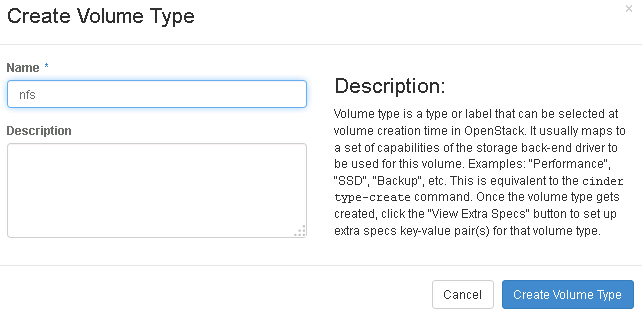 Create Volume Type
×
Name *
nfs
Description
Description:
Volume type is a type or label that can be selected at
volume creation time in OpenStack. It usually maps to
a set of capabilities of the storage back-end driver to
be used for this volume. Examples: "Performance",
"SSD", "Backup", etc. This is equivalent to the cinder
type-create command. Once the volume type gets
created, click the "View Extra Specs" button to set up
extra specs key-value pair(s) for that volume type.
Cancel
Create Volume Type